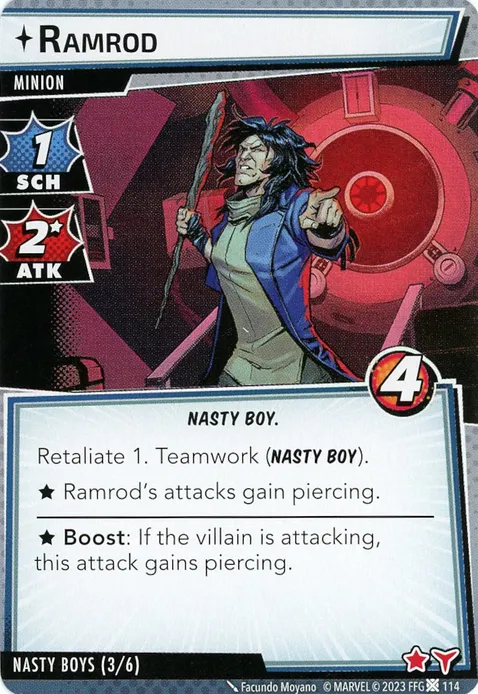 RAMROD
MINION
1
SCH
2★
ATK
4
NASTY BOY.
Retaliate 1. Teamwork (NASTY BOY).
★ Ramrod's attacks gain piercing.
★ Boost: If the villain is attacking,
this attack gains piercing.
NASTY BOYS (3/6)
Facundo Moyano © MARVEL © 2023 FFG 114